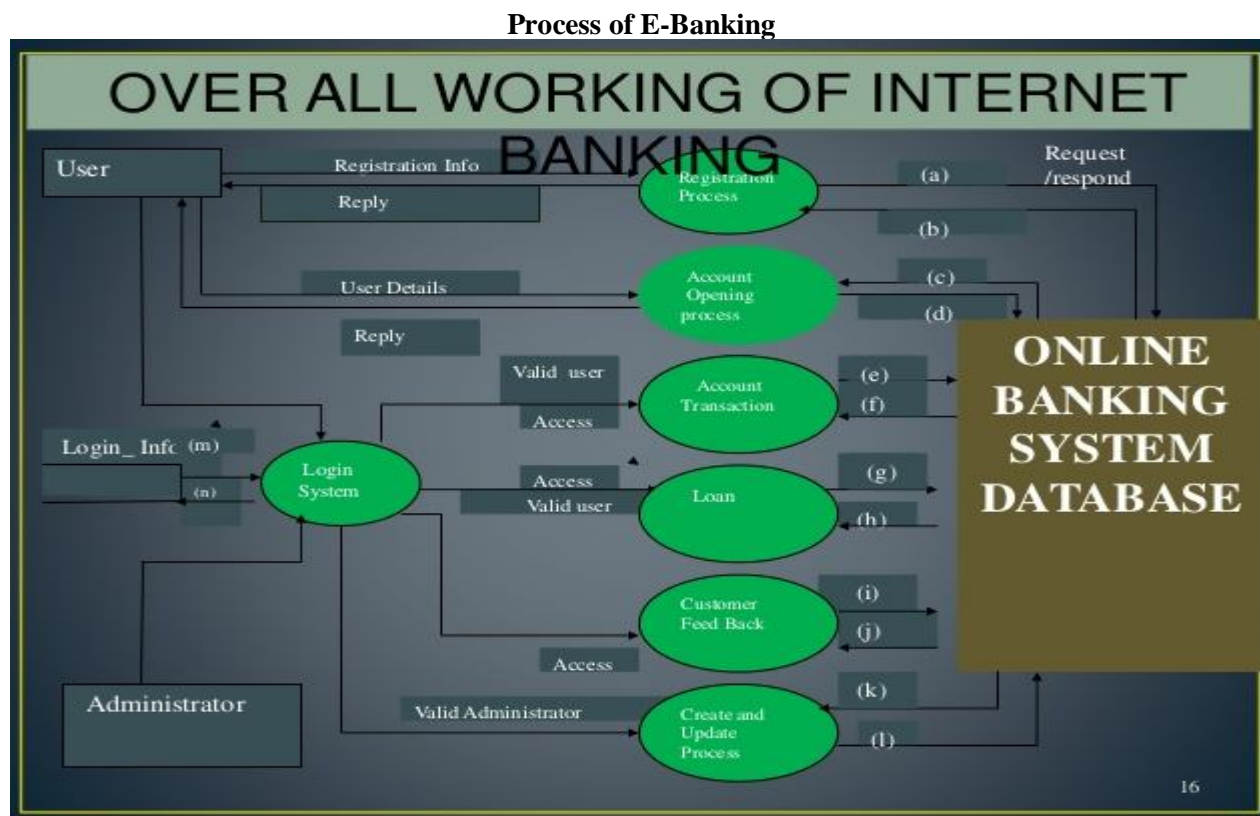 Process of E-Banking
OVER ALL WORKING OF INTERNET
BANKING
User
Registration Info
Reply
Registration
Process
(a)
Request
/respond
(b)
User Details
Reply
Account
Opening
process
(c)
(d)
Valid user
Access
Account
Transaction
(e)
(f)
ONLINE
BANKING
SYSTEM
DATABASE
Login_ Info (m)
(n)
Login
System
Access
Valid user
Loan
(g)
(h)
Customer
Feed Back
(i)
(j)
Access
Administrator
Valid Administrator
Create and
Update
Process
(k)
(l)
16